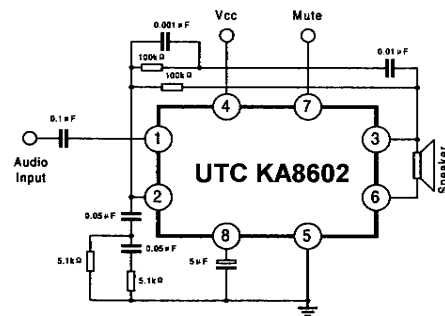 Vcc Mute
0.001μF
0.01μF
100kΩ
100kΩ
0.1μF
4 7
1 3
Audio
Input
UTC KA8602
Speaker
2 6
0.05μF
8 5
0.05μF
5.1kΩ
5μF
5.1kΩ